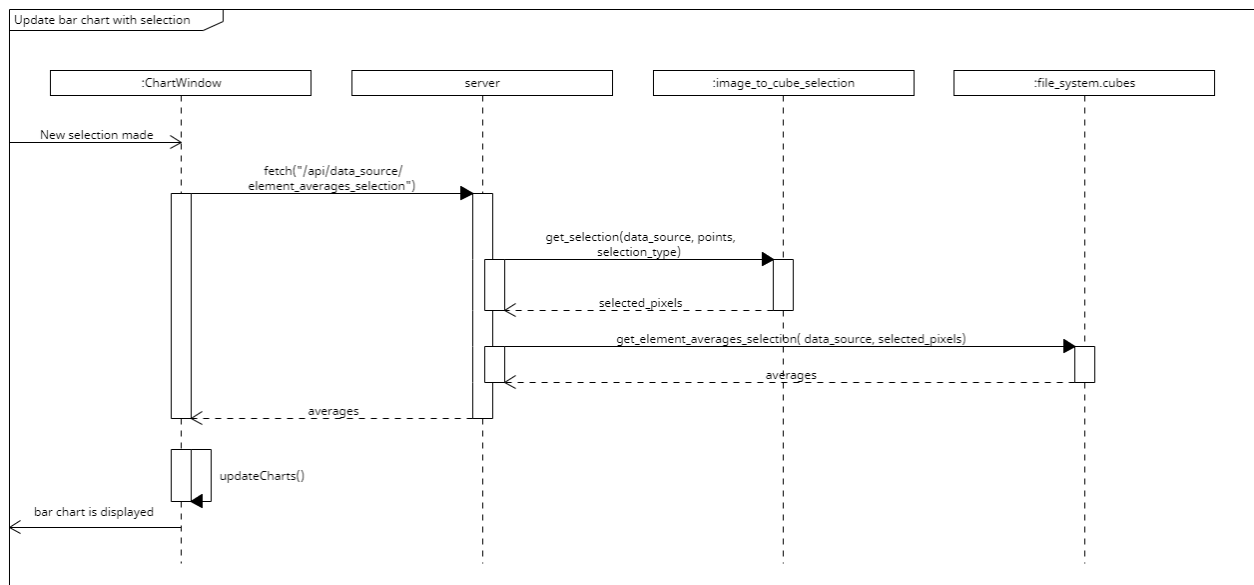 Update bar chart with selection
:ChartWindow
server
:image_to_cube_selection
:file_system.cubes
New selection made
fetch("/api/data_source/
element_averages_selection")
get_selection(data_source, points,
selection_type)
selected_pixels
get_element_averages_selection( data_source, selected_pixels)
averages
averages
updateCharts()
bar chart is displayed